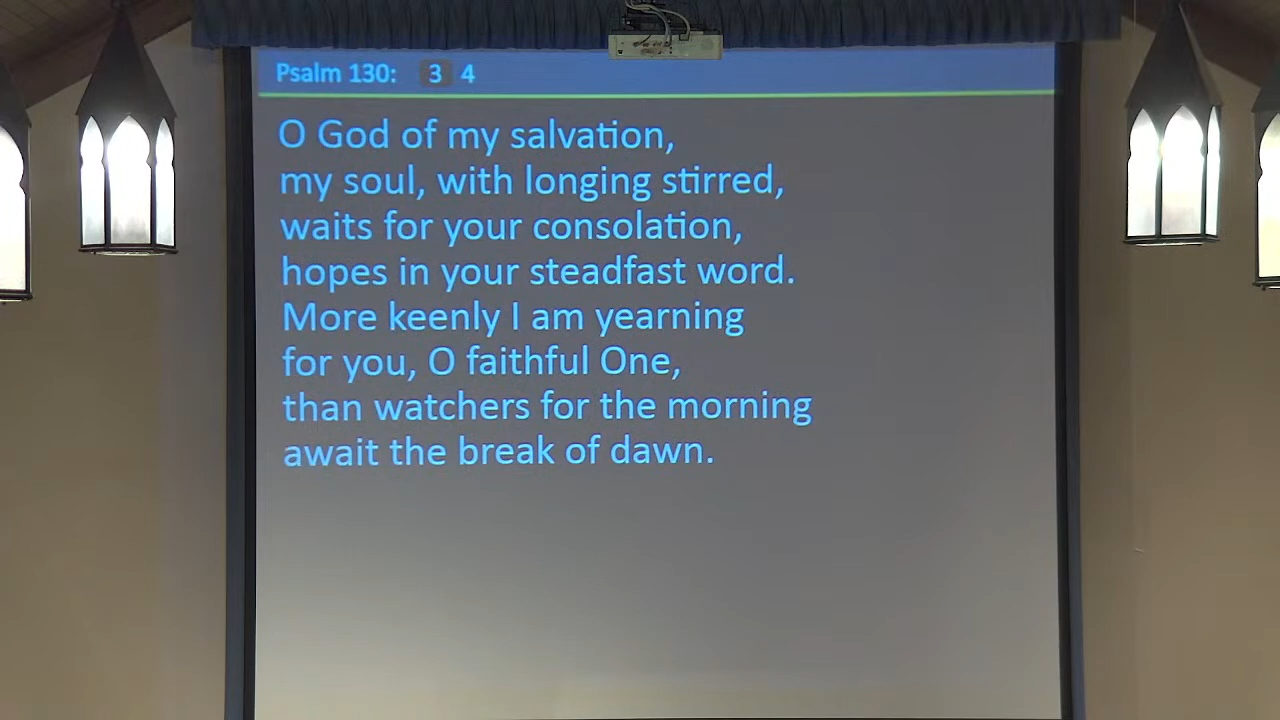 Psalm 130: 3 4
O God of my salvation,
my soul, with longing stirred,
waits for your consolation,
hopes in your steadfast word.
More keenly I am yearning
for you, O faithful One,
than watchers for the morning
await the break of dawn.